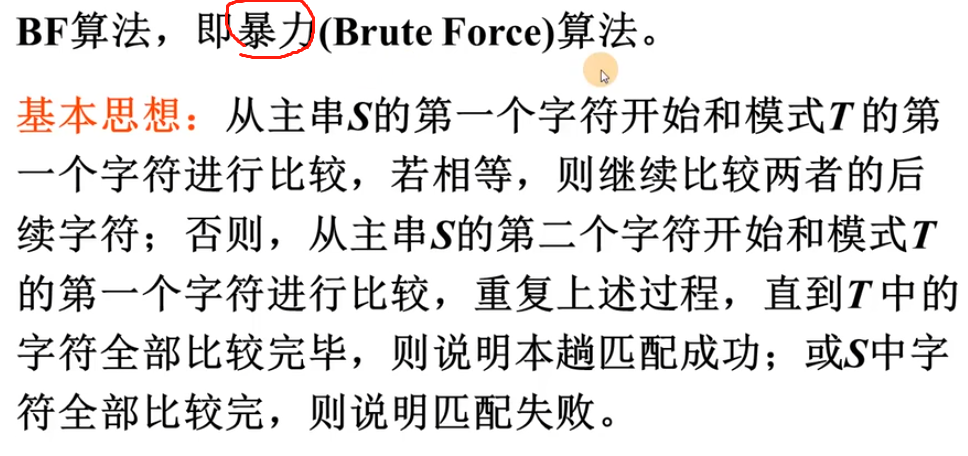 BF算法，即暴力(Brute Force)算法。
基本思想：从主串S的第一个字符开始和模式T 的第
一个字符进行比较，若相等，则继续比较两者的后
续字符；否则，从主串S的第二个字符开始和模式T
的第一个字符进行比较，重复上述过程，直到T 中的
字符全部比较完毕，则说明本趟匹配成功；或S中字
符全部比较完，则说明匹配失败。